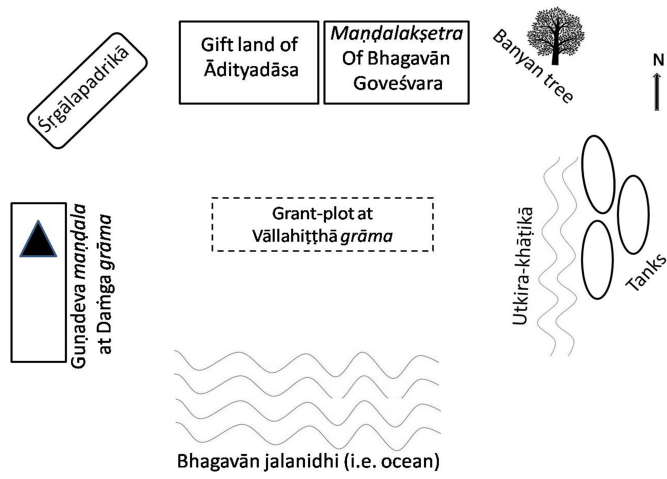 Śṛgālapadrikā
Gift land of
Ādityadāsa
Maṇḍalakṣetra
Of Bhagavān
Goveśvara
Banyan tree
N
Guṇadeva maṇḍala
at Daṁga grāma
Grant-plot at
Vāllahiṭṭhā grāma
Utkira-khāṭikā
Tanks
Bhagavān jalanidhi (i.e. ocean)